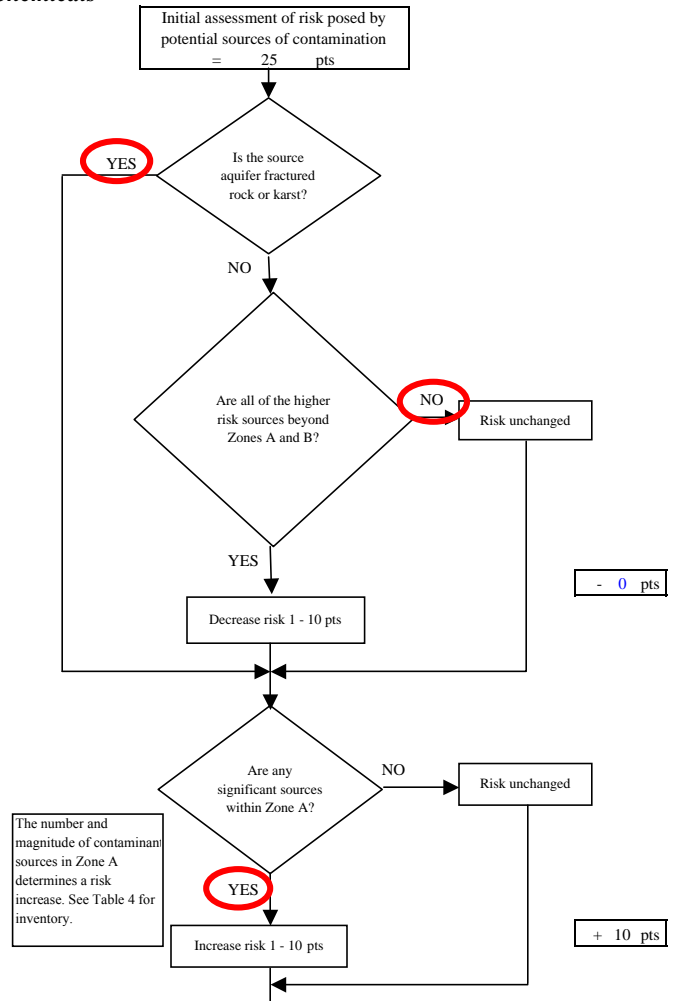 Initial assessment of risk posed by
potential sources of contamination
= 25 pts
YES
Is the source
aquifer fractured
rock or karst?
NO
Are all of the higher
risk sources beyond
Zones A and B?
NO
Risk unchanged
YES
- 0 pts
Decrease risk 1 - 10 pts
Are any
significant sources
within Zone A?
NO
Risk unchanged
The number and
magnitude of contaminant
sources in Zone A
determines a risk
increase. See Table 4 for
inventory.
YES
+ 10 pts
Increase risk 1 - 10 pts